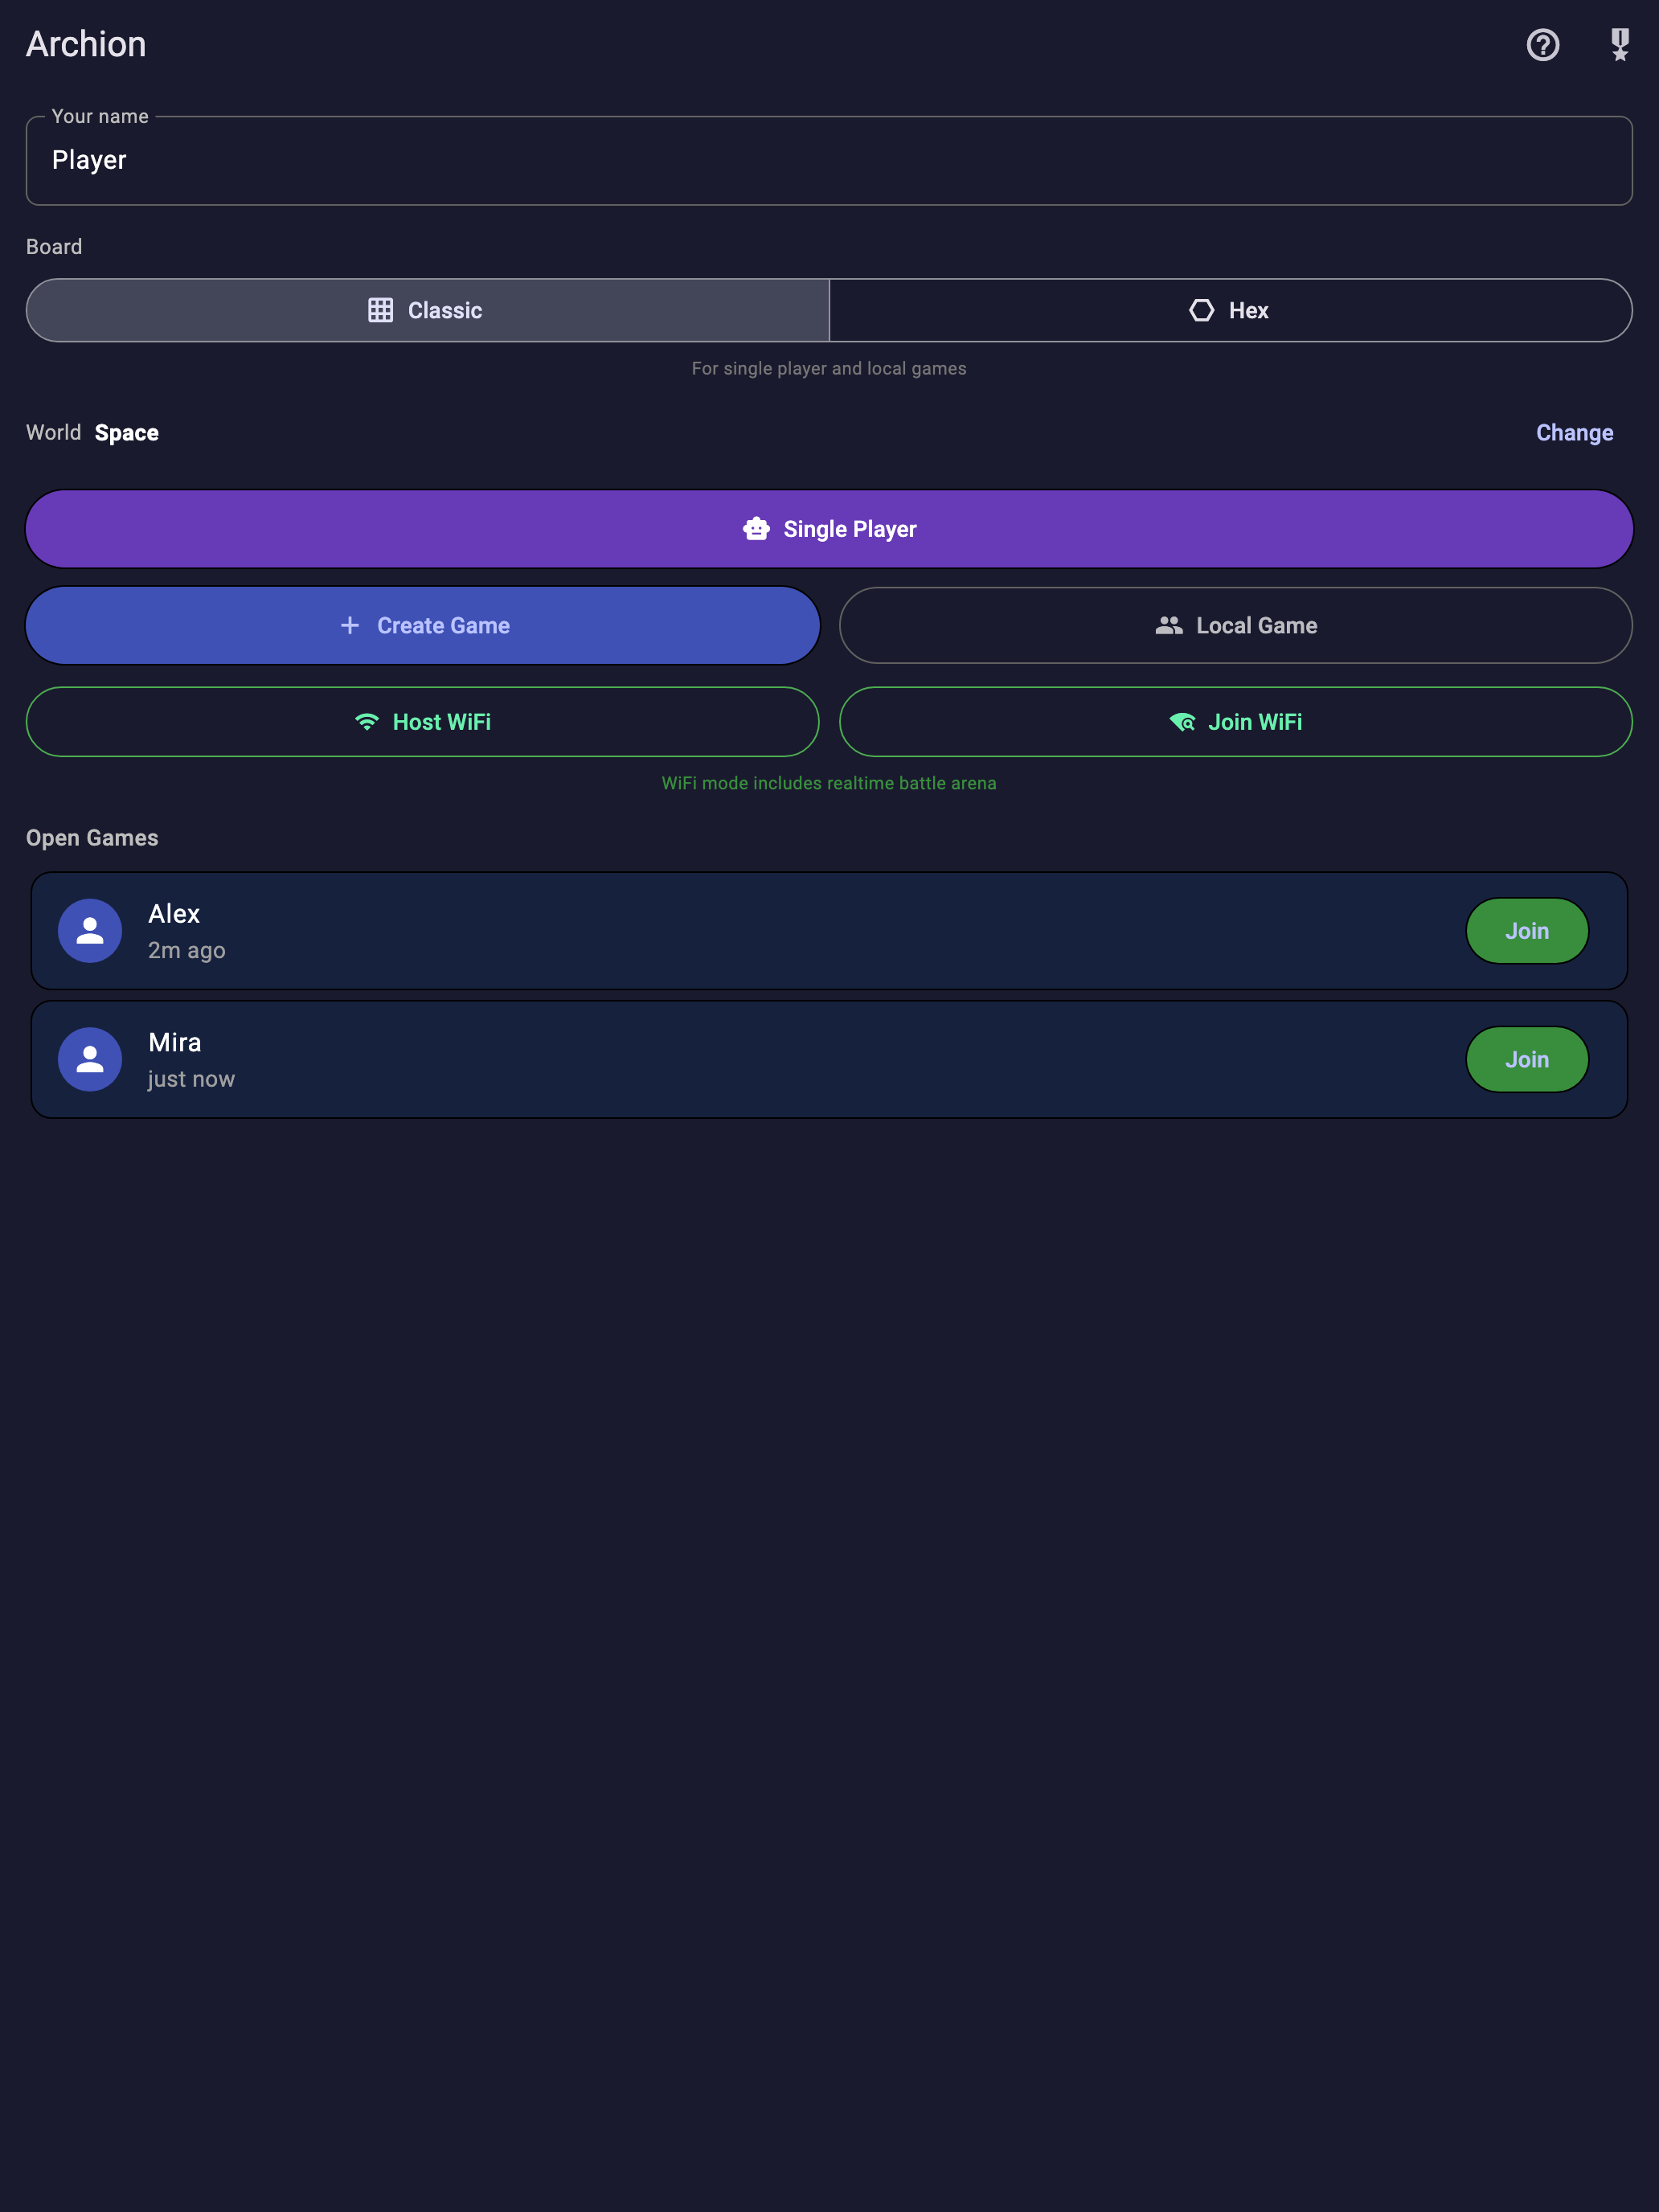 Archion
Your name
Player
Board
Classic
Hex
For single player and local games
World Space
Change
Single Player
Create Game
Local Game
Host WiFi
Join WiFi
WiFi mode includes realtime battle arena
Open Games
Alex
2m ago
Join
Mira
just now
Join